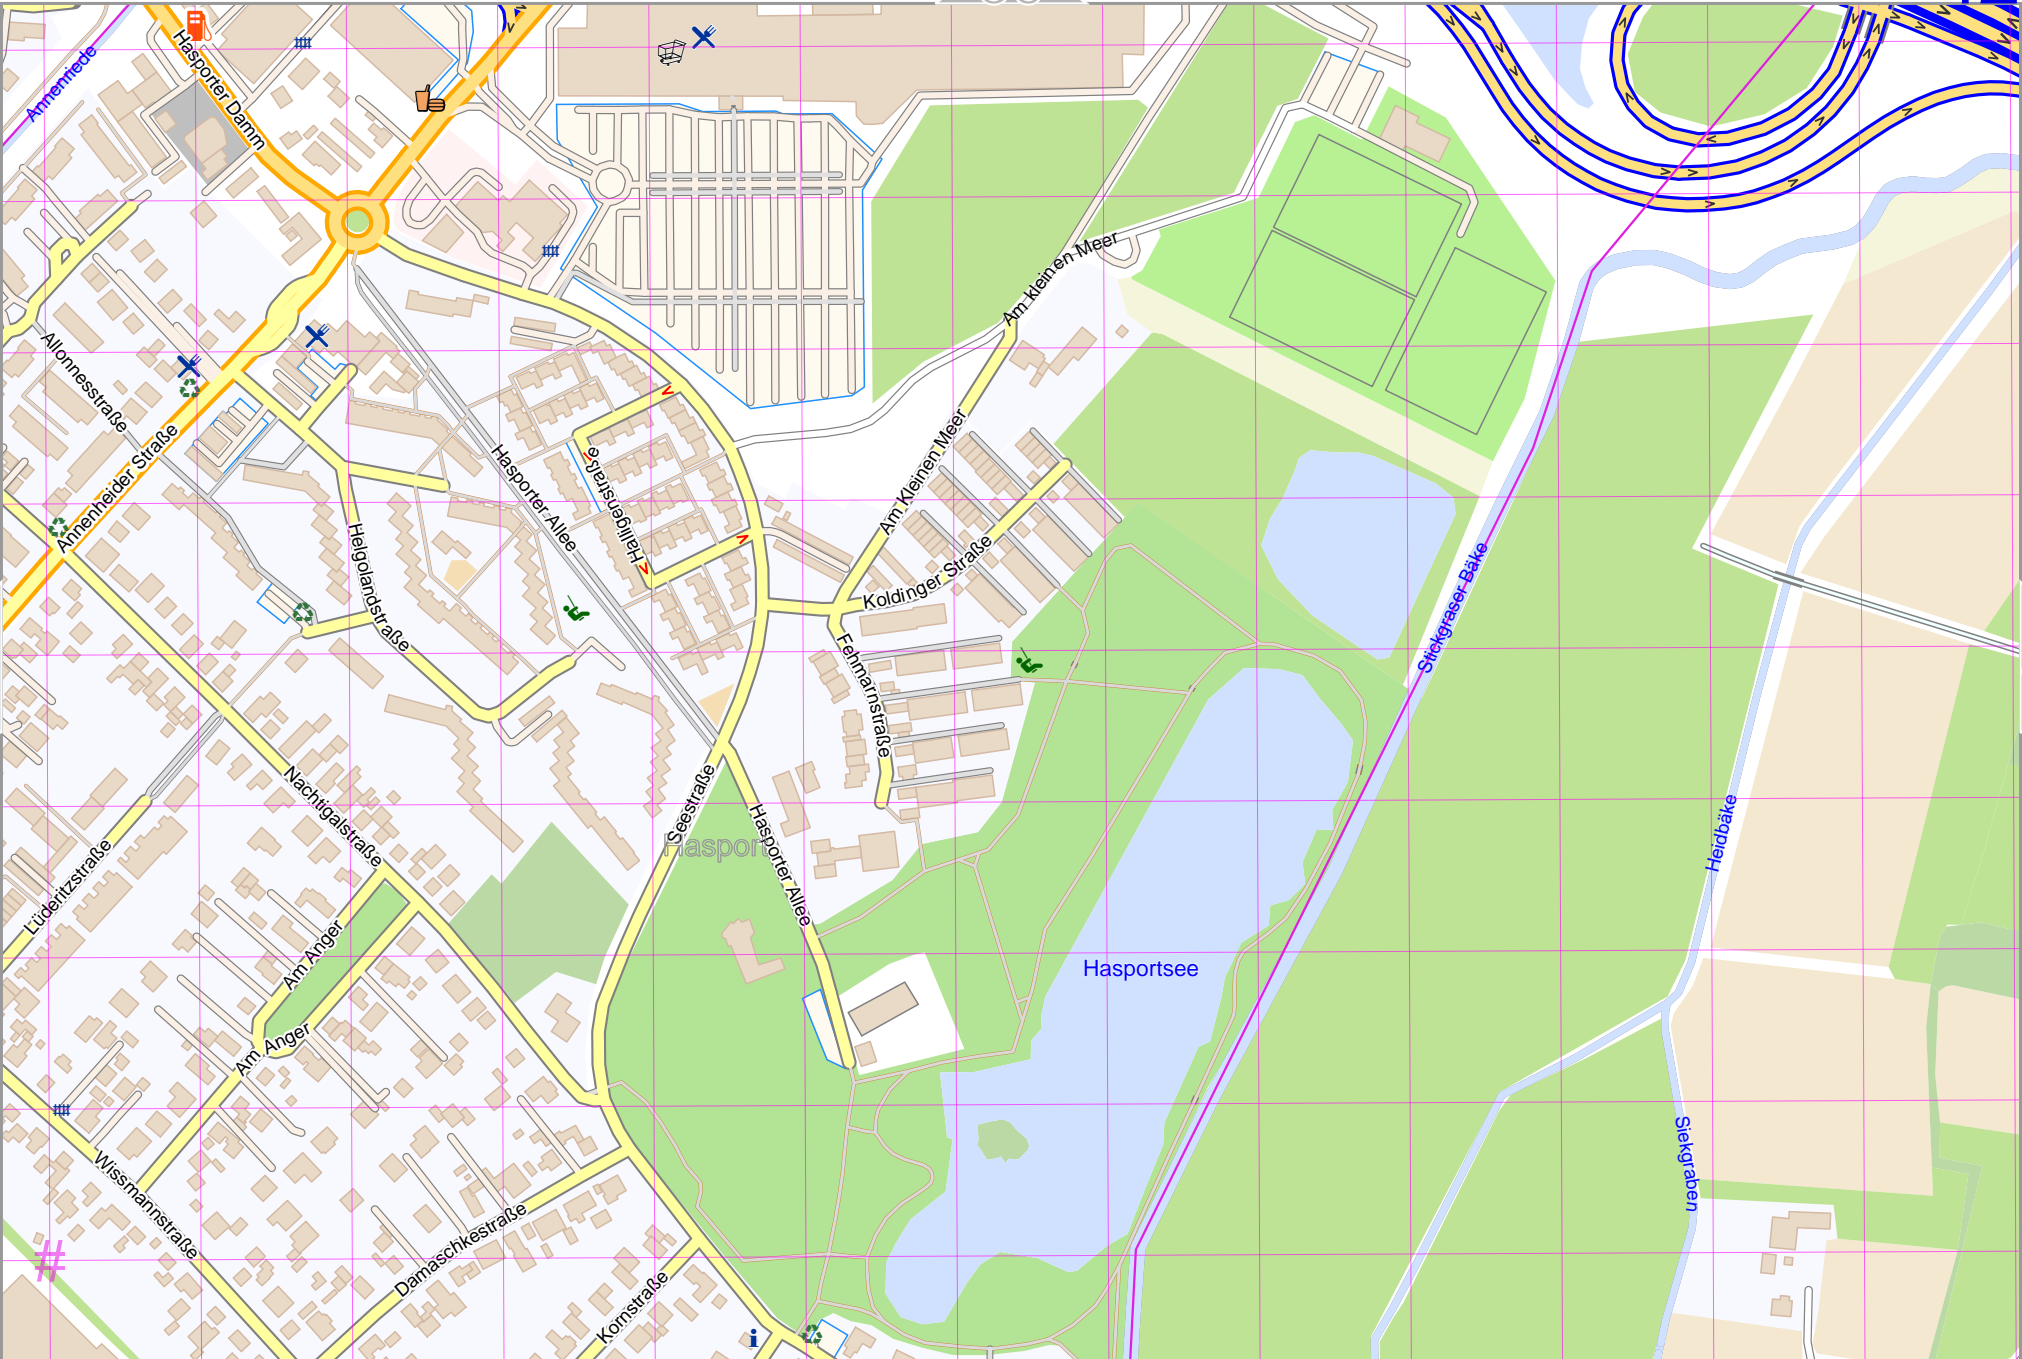 Annenriede
Hasporter Damm
Am kleinen Meer
Allonnesstraße
Annenheider Straße
Hasporter Allee
Halligenstraße
Am Kleinen Meer
Koldinger Straße
Helgolandstraße
Fehmarnstraße
Stickgraser Bäke
Nachtigalstraße
Seestraße
Hasport
Hasporter Allee
Heidbäke
Lüderitzstraße
Am Anger
Hasportsee
Am Anger
Wissmannstraße
Damaschkestraße
Kornstraße
Siekgraben
#
i